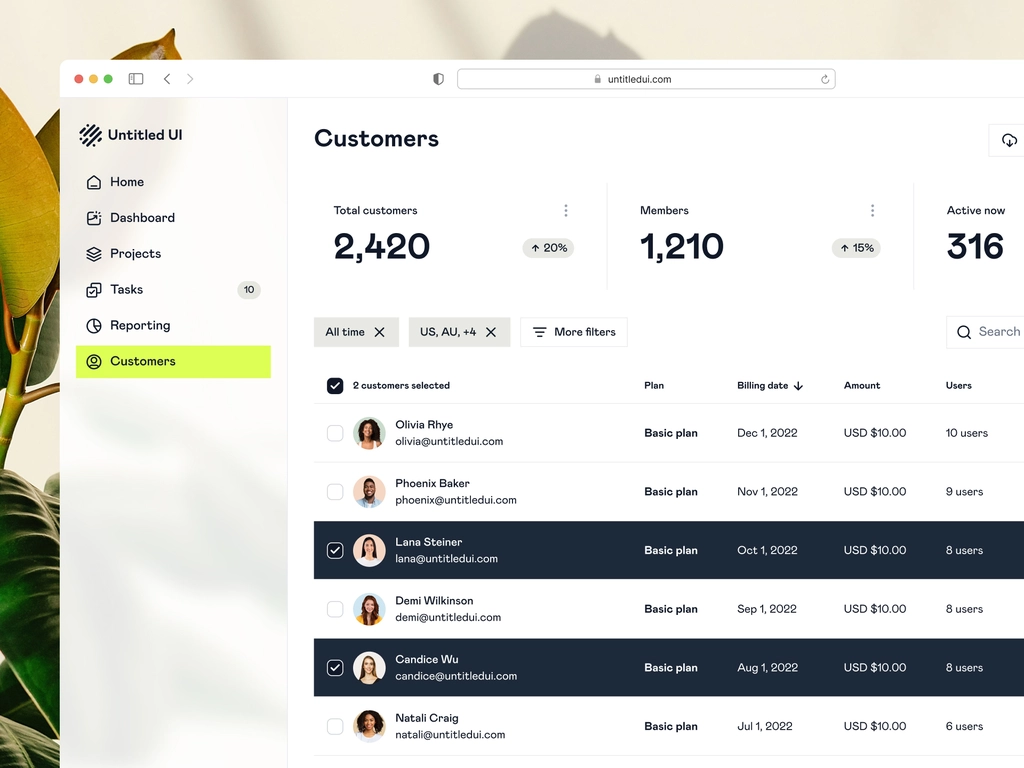 untitledui.com
Untitled UI
Home
Dashboard
Projects
Tasks 10
Reporting
Customers
Customers
Total customers
2,420
20%
Members
1,210
15%
Active now
316
All time
US, AU, +4
More filters
Search
2 customers selected Plan Billing date Amount Users
Olivia Rhye
olivia@untitledui.com
Basic plan Dec 1, 2022 USD $10.00 10 users
Phoenix Baker
phoenix@untitledui.com
Basic plan Nov 1, 2022 USD $10.00 9 users
Lana Steiner
lana@untitledui.com
Basic plan Oct 1, 2022 USD $10.00 8 users
Demi Wilkinson
demi@untitledui.com
Basic plan Sep 1, 2022 USD $10.00 8 users
Candice Wu
candice@untitledui.com
Basic plan Aug 1, 2022 USD $10.00 8 users
Natali Craig
natali@untitledui.com
Basic plan Jul 1, 2022 USD $10.00 6 users